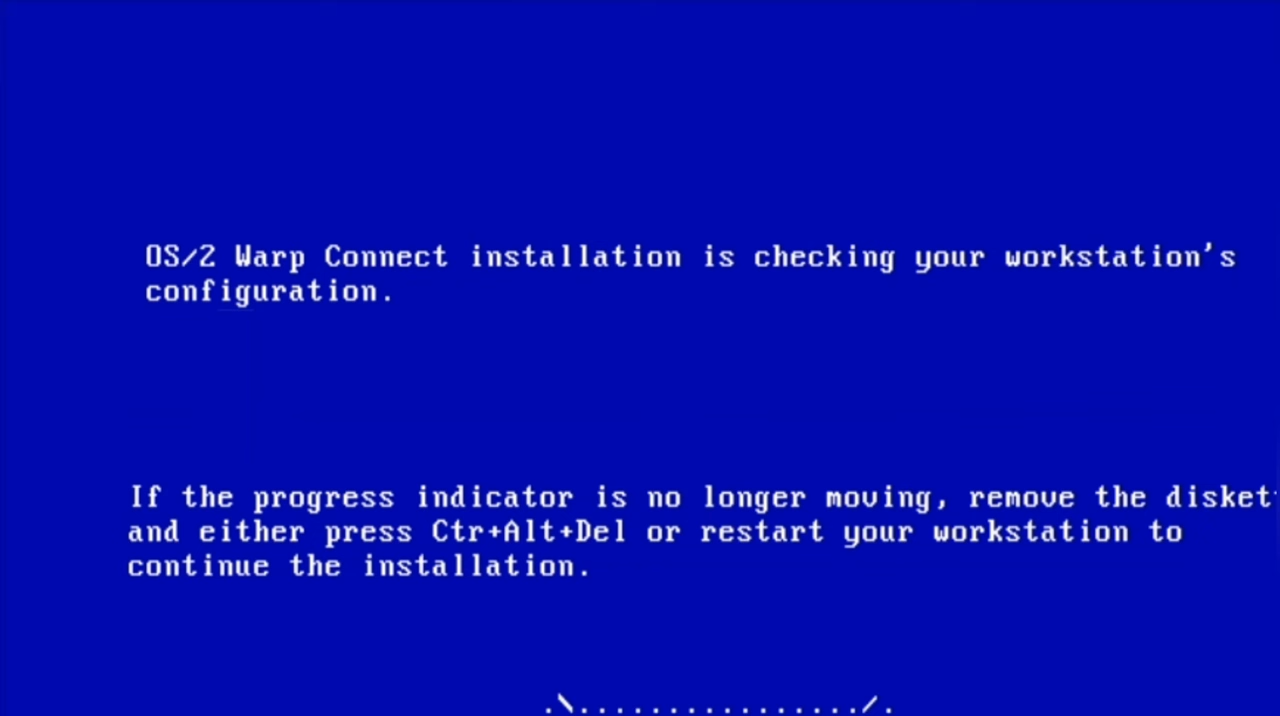 OS/2 Warp Connect installation is checking your workstation's
configuration.
If the progress indicator is no longer moving, remove the
and either press Ctr+Alt+Del or restart your workstation to
continue the installation.
.\................/.